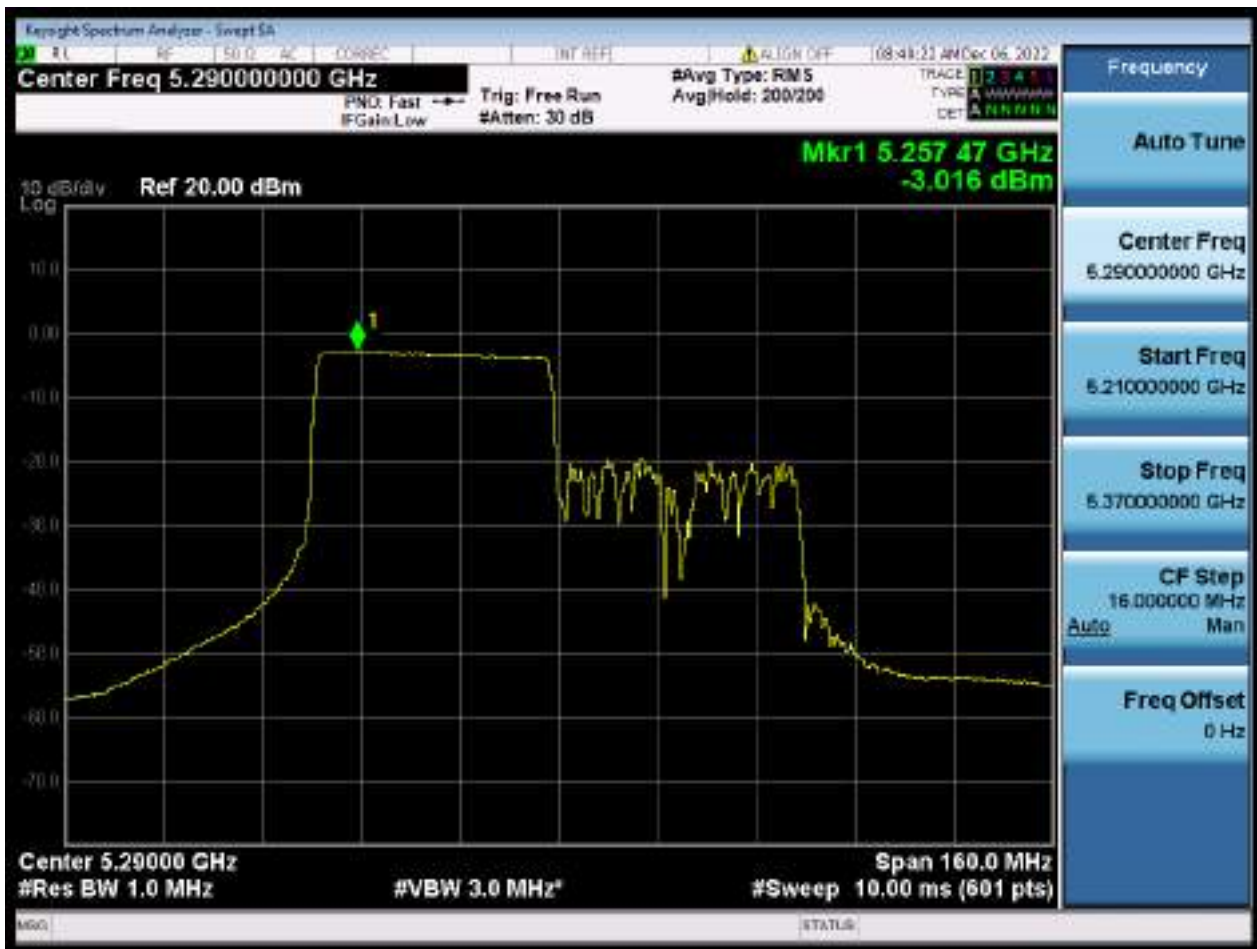 Keysight Spectrum Analyzer - Swept SA
RL RF 50 Ω AC CORREC INT REF ALIGN OFF 08:48:22 AM Dec 06, 2022
Center Freq 5.290000000 GHz
PNO: Fast
IFGain:Low
Trig: Free Run
#Atten: 30 dB
#Avg Type: RMS
Avg|Hold: 200/200
TRACE 1 2 3 4 5 6
TYPE A WWWWW
DET A N N N N N
Mkr1 5.257 47 GHz
-3.016 dBm
10 dB/div Ref 20.00 dBm
Log
10.0
0.00
-10.0
-20.0
-30.0
-40.0
-50.0
-60.0
-70.0
1
Center 5.29000 GHz
Span 160.0 MHz
#Res BW 1.0 MHz
#VBW 3.0 MHz*
#Sweep 10.00 ms (601 pts)
MSG
STATUS
Frequency
Auto Tune
Center Freq
5.290000000 GHz
Start Freq
5.210000000 GHz
Stop Freq
5.370000000 GHz
CF Step
16.000000 MHz
Auto Man
Freq Offset
0 Hz